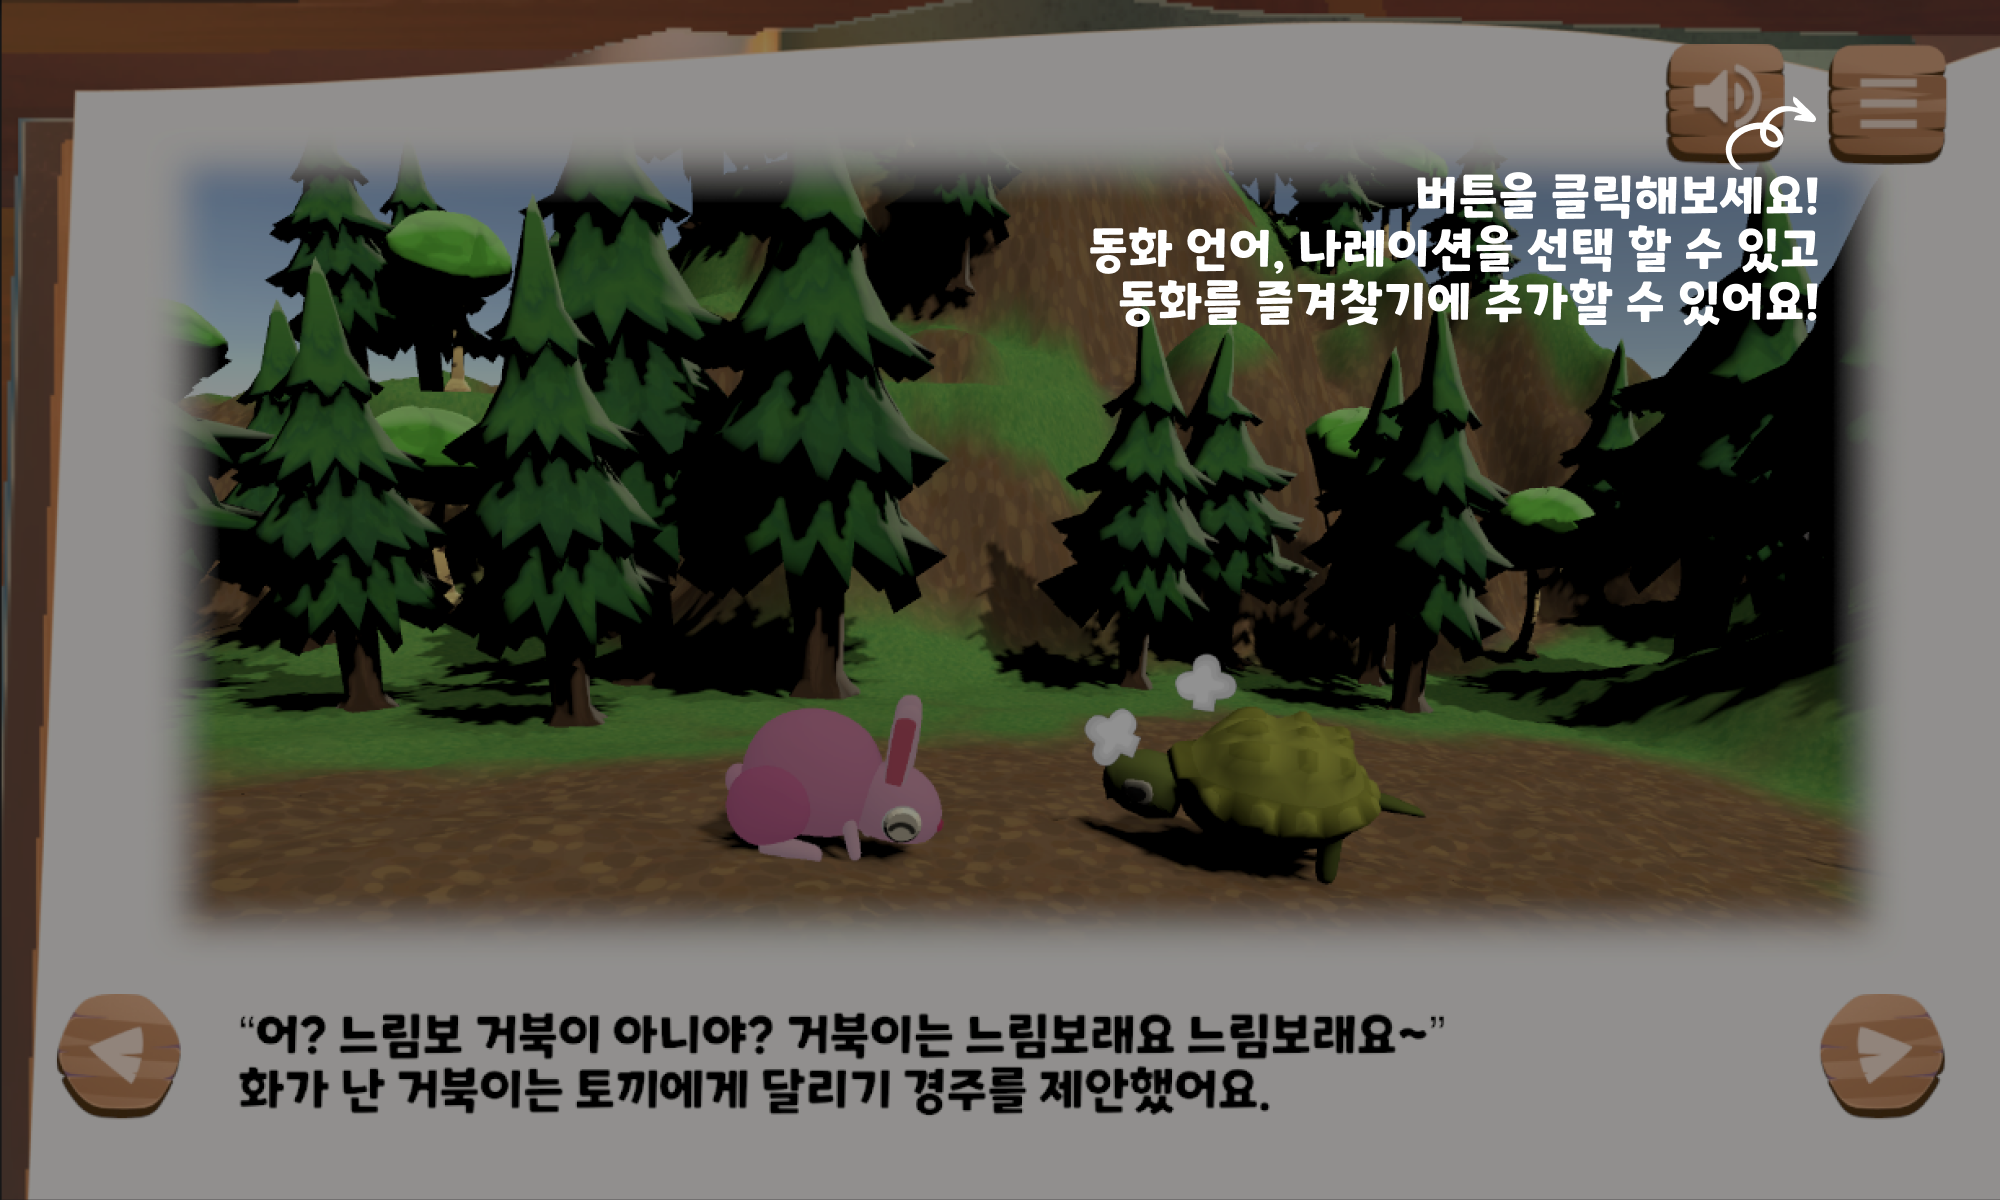 버튼을 클릭해보세요!
동화 언어, 나레이션을 선택 할 수 있고
동화를 즐겨찾기에 추가할 수 있어요!
“어? 느림보 거북이 아니야? 거북이는 느림보래요 느림보래요~”
화가 난 거북이는 토끼에게 달리기 경주를 제안했어요.